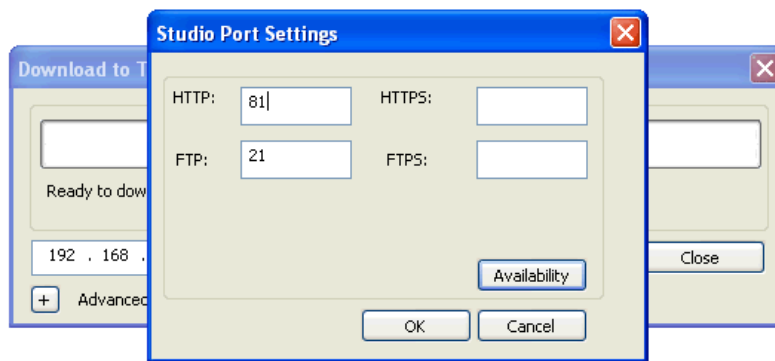 Studio Port Settings
Download to T
HTTP: 81 HTTPS:
FTP: 21 FTPS:
Ready to dow
192 . 168 .
Availability
Close
+ Advanced
OK Cancel